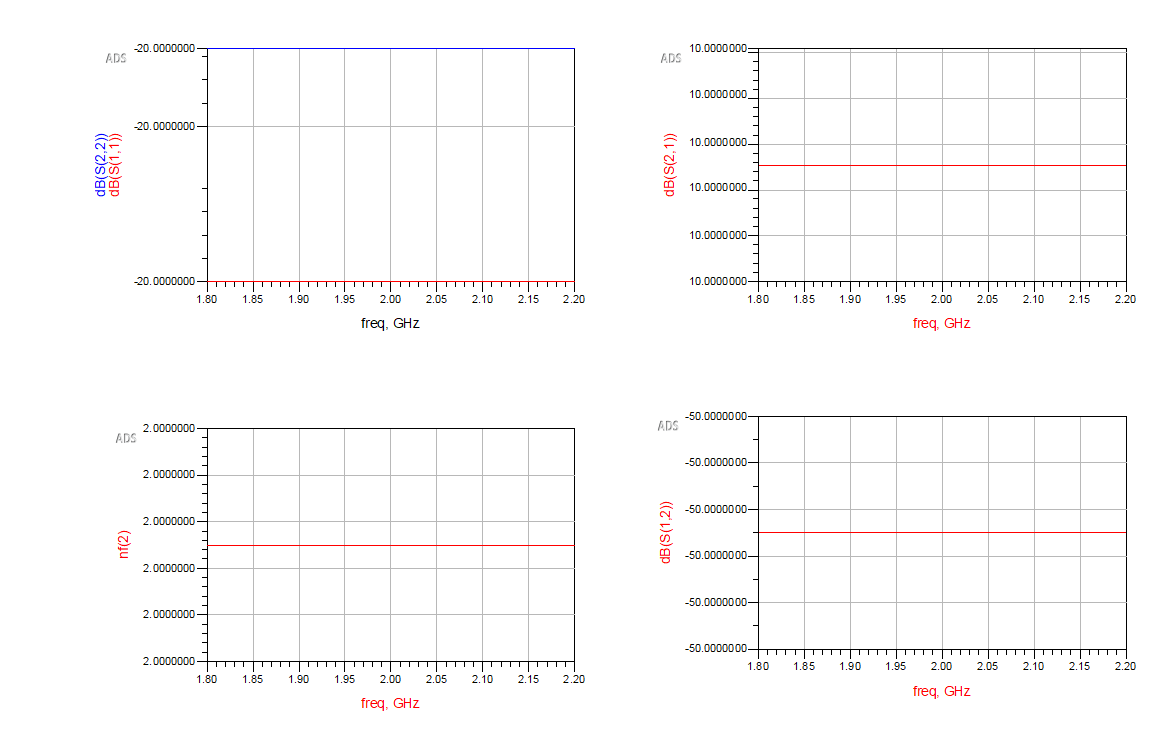 ADS
-20.0000000
-20.0000000
-20.0000000
dB(S(2,2))
dB(S(1,1))
1.80 1.85 1.90 1.95 2.00 2.05 2.10 2.15 2.20
freq, GHz
ADS
10.0000000
10.0000000
10.0000000
10.0000000
10.0000000
10.0000000
dB(S(2,1))
1.80 1.85 1.90 1.95 2.00 2.05 2.10 2.15 2.20
freq, GHz
ADS
2.0000000
2.0000000
2.0000000
2.0000000
2.0000000
2.0000000
nf(2)
1.80 1.85 1.90 1.95 2.00 2.05 2.10 2.15 2.20
freq, GHz
ADS
-50.0000000
-50.0000000
-50.0000000
-50.0000000
-50.0000000
-50.0000000
dB(S(1,2))
1.80 1.85 1.90 1.95 2.00 2.05 2.10 2.15 2.20
freq, GHz